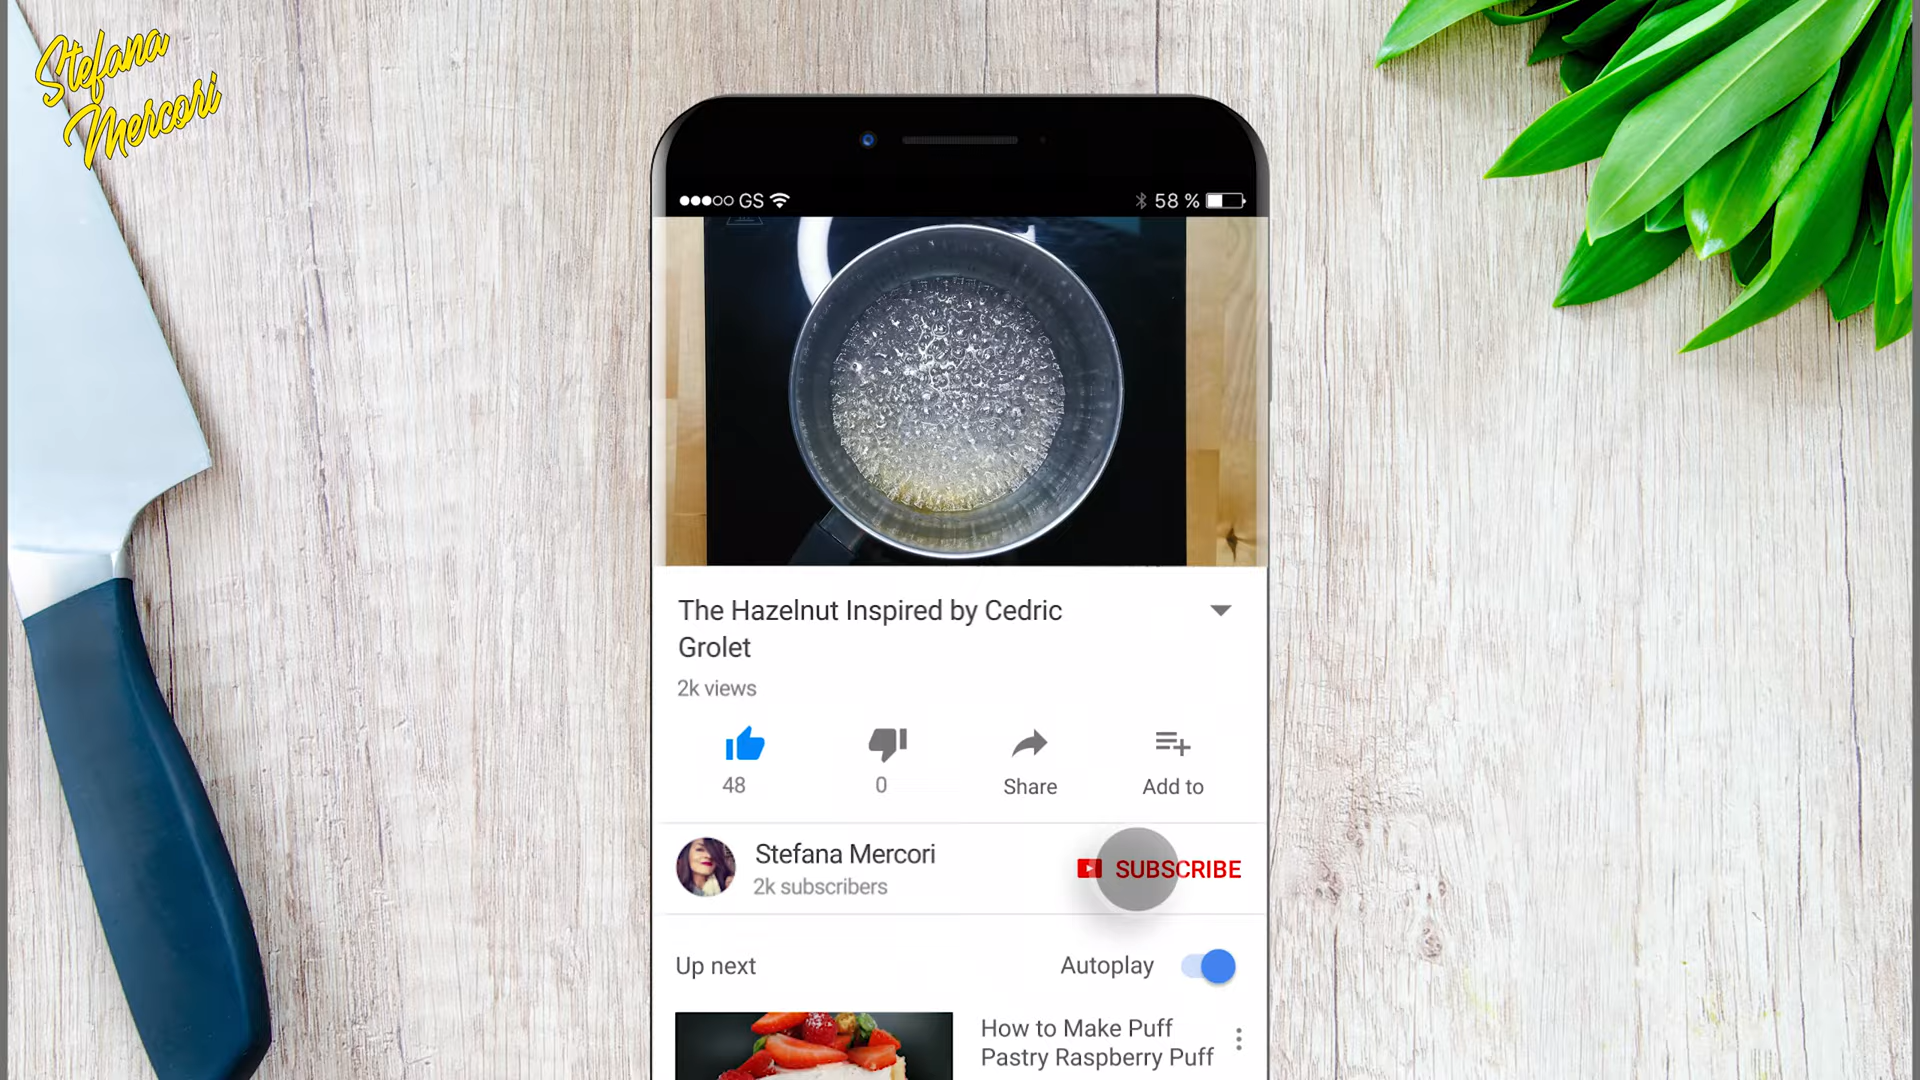 Stefana
Mercori
GS
58 %
The Hazelnut Inspired by Cedric
Grolet
2k views
48
0
Share
Add to
Stefana Mercori
2k subscribers
SUBSCRIBE
Up next
Autoplay
How to Make Puff
Pastry Raspberry Puff